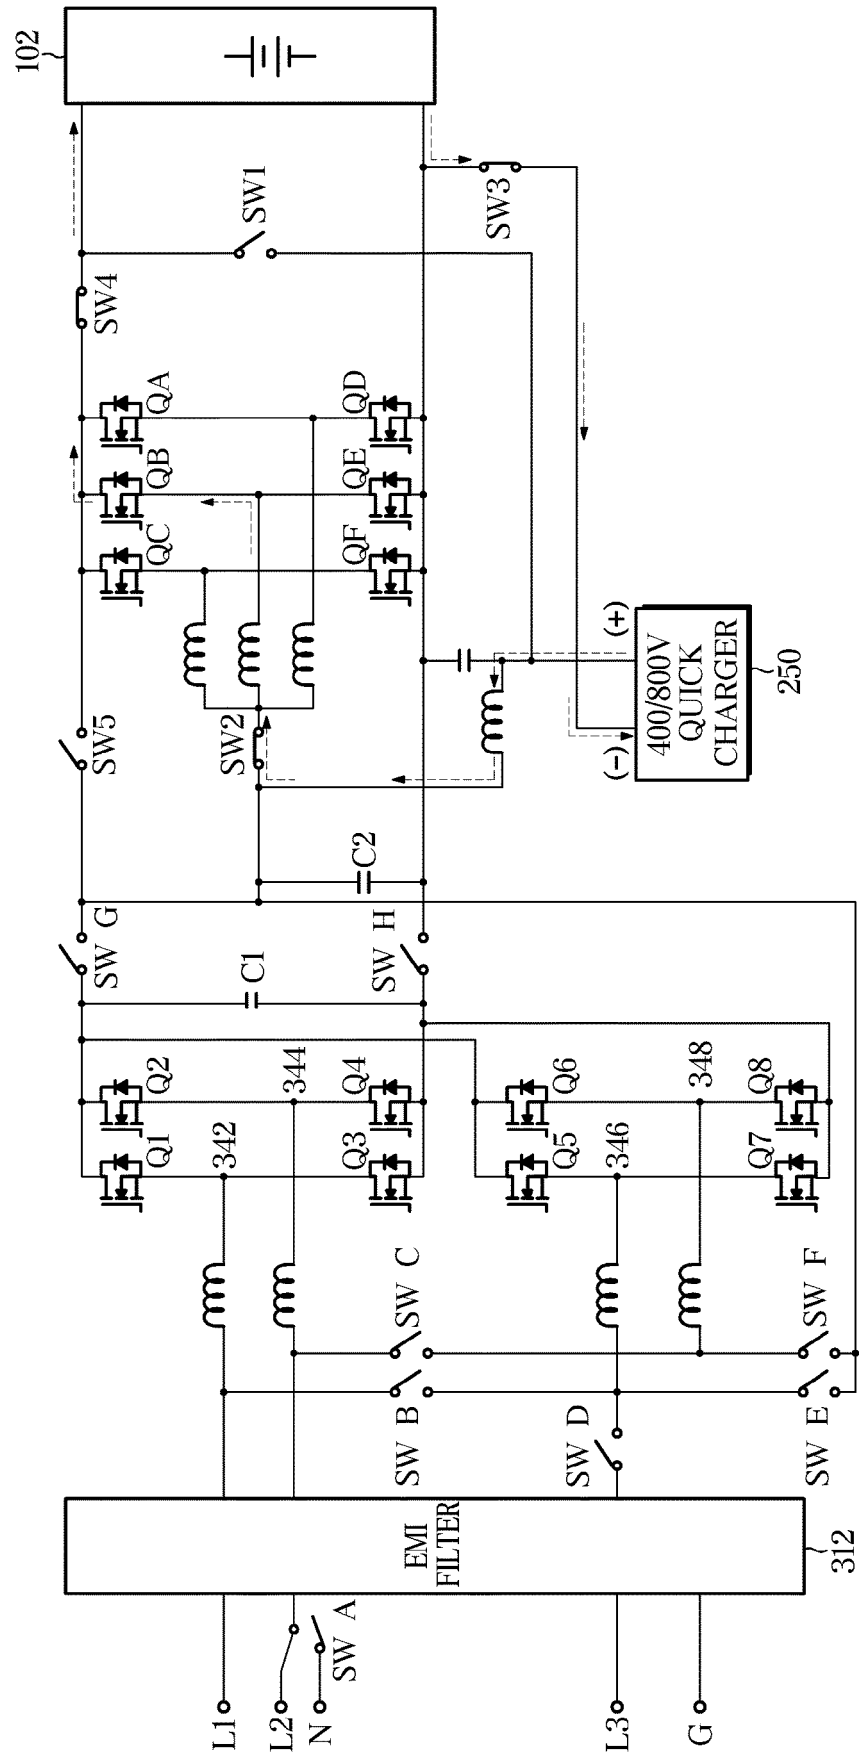 L1
L2
N
SW A
L3
G
EMI
FILTER
312
SW B
SW C
SW D
SW E
SW F
342
344
346
348
Q1
Q2
Q3
Q4
Q5
Q6
Q7
Q8
C1
SW G
SW H
C2
SW5
SW2
QC
QB
QA
QF
QE
QD
SW4
SW1
SW3
102
(-)
(+)
400/800V
QUICK
CHARGER
250